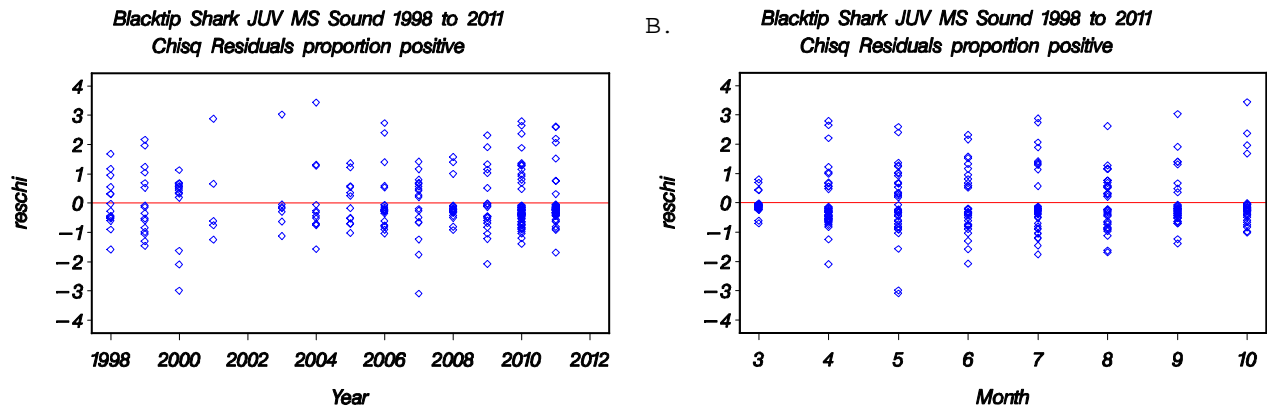 Blacktip Shark JUV MS Sound 1998 to 2011
Chisq Residuals proportion positive
reschi
4
3
2
1
0
−1
−2
−3
−4
1998 2000 2002 2004 2006 2008 2010 2012
Year
B.
Blacktip Shark JUV MS Sound 1998 to 2011
Chisq Residuals proportion positive
reschi
4
3
2
1
0
−1
−2
−3
−4
3 4 5 6 7 8 9 10
Month